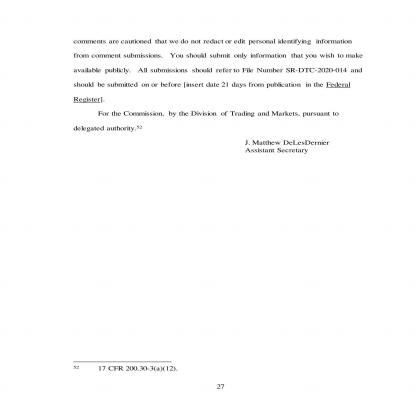 comments are cautioned that we do not redact or edit personal identifying information
from comment submissions. You should submit only information that you wish to make
available publicly. All submissions should refer to File Number SR-DTC-2020-014 and
should be submitted on or before [insert date 21 days from publication in the Federal
Register].
For the Commission, by the Division of Trading and Markets, pursuant to
delegated authority.52
J. Matthew DeLesDernier
Assistant Secretary
52 17 CFR 200.30-3(a)(12).
27